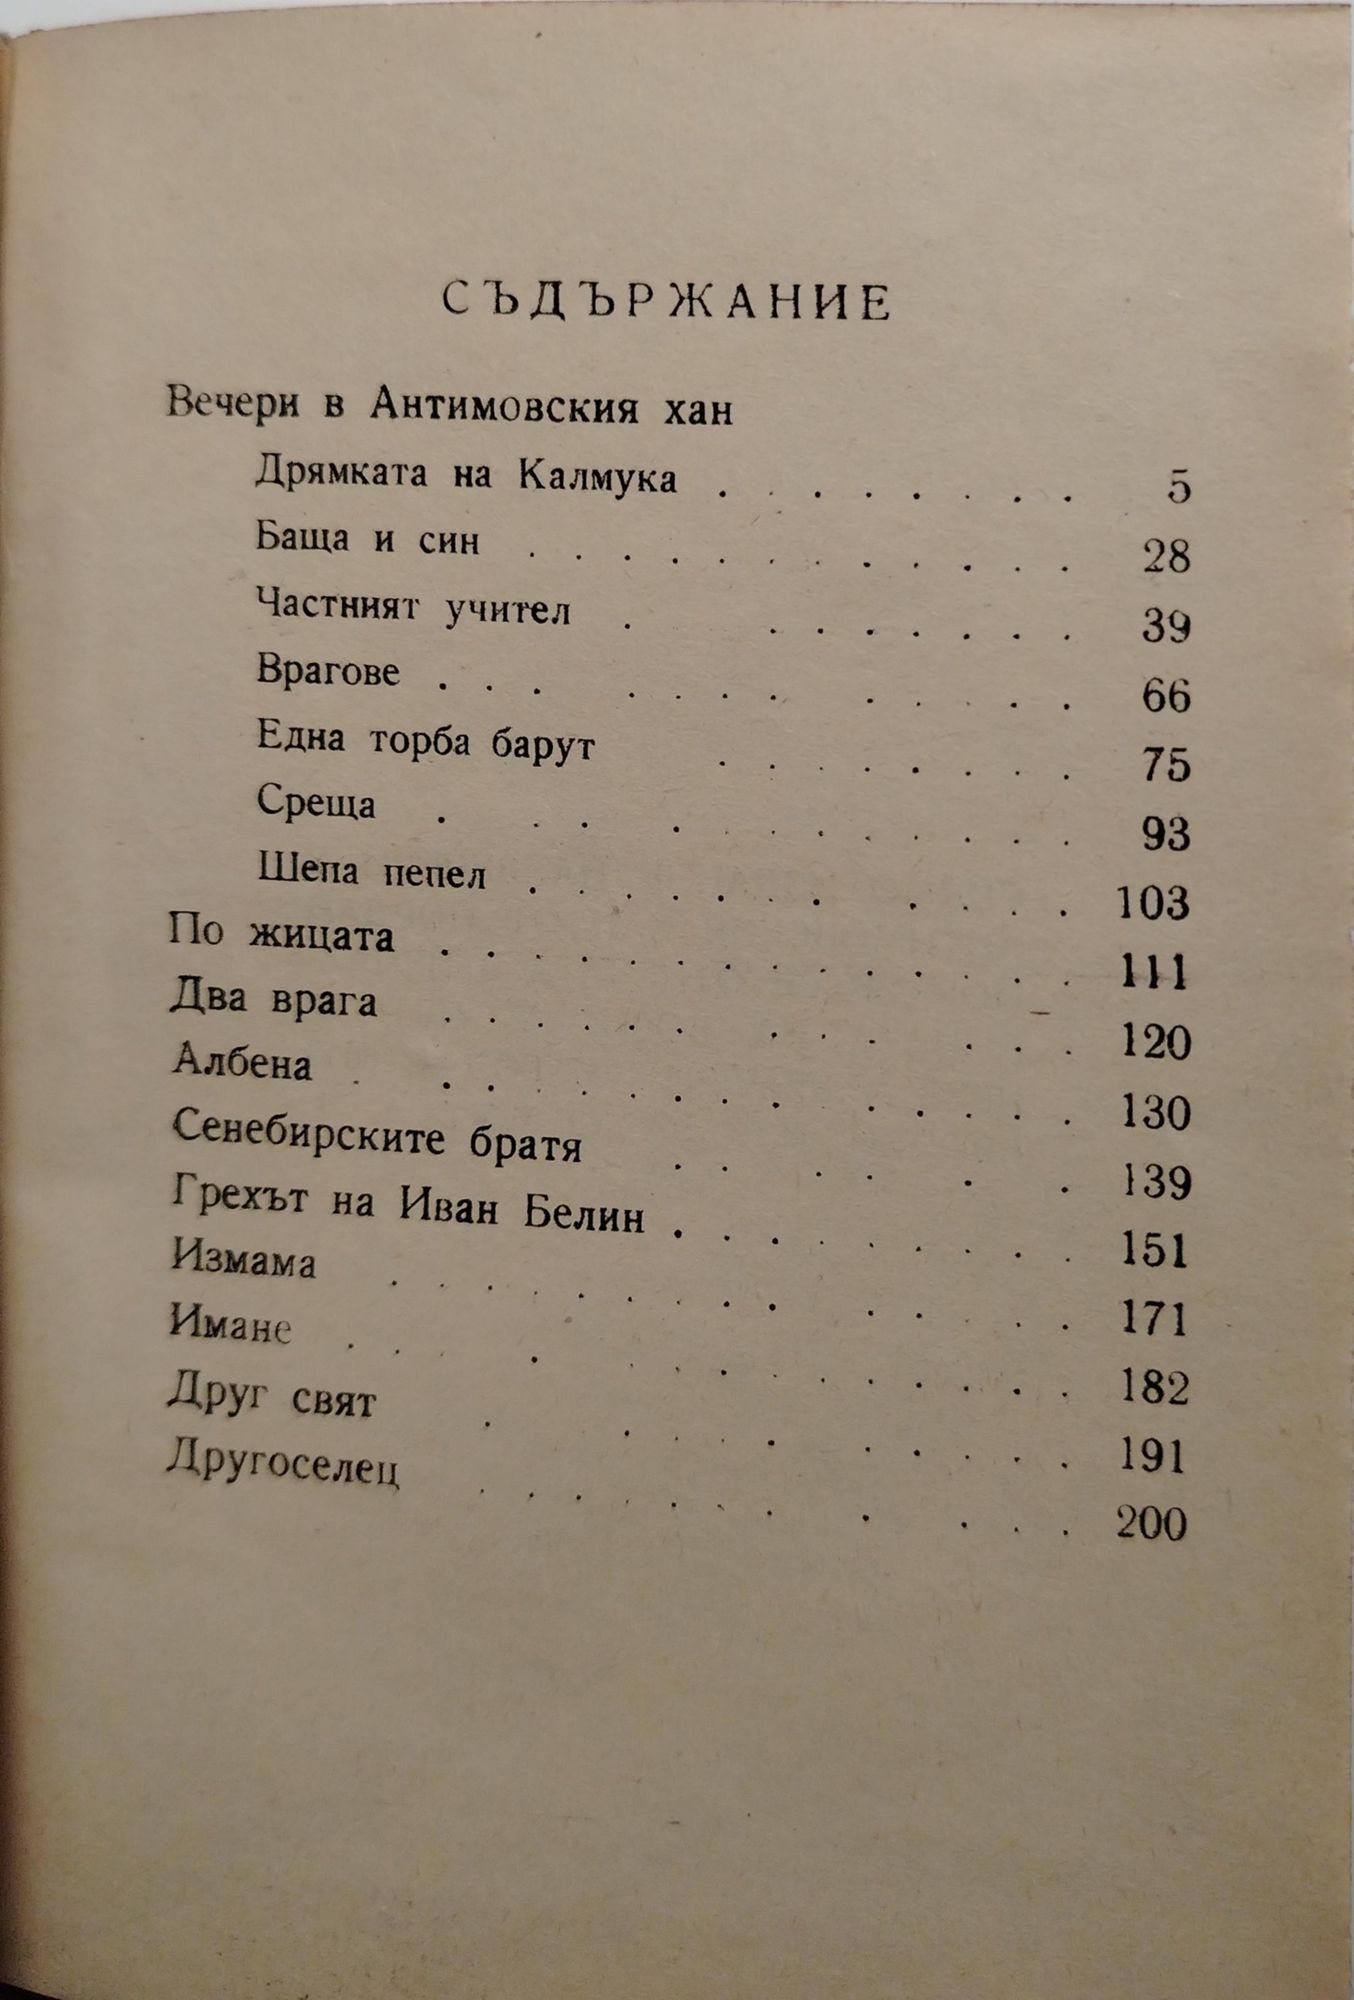 СЪДЪРЖАНИЕ
Вечери в Антимовския хан
Дрямката на Калмука . . . . . . . . 5
Баща и син . . . . . . . . . . . . 28
Частният учител . . . . . . . . 39
Врагове . . . . . . . . . . . . 66
Една торба барут . . . . . . . . 75
Среща . . . . . . . . . . . . 93
Шепа пепел . . . . . . . . . . . 103
По жицата . . . . . . . . . . . . . . 111
Два врага . . . . . . . . . . . . 120
Албена . . . . . . . . . . . . . . 130
Сенебирските братя . . . . . . 139
Грехът на Иван Белин . . . . . . . . . 151
Измама . . . . . . . . . . . . . . 171
Имане . . . . . . . . . . . . . . 182
Друг свят . . . . . . . . . . 191
Другоселец . . . . . . . . . . . 200